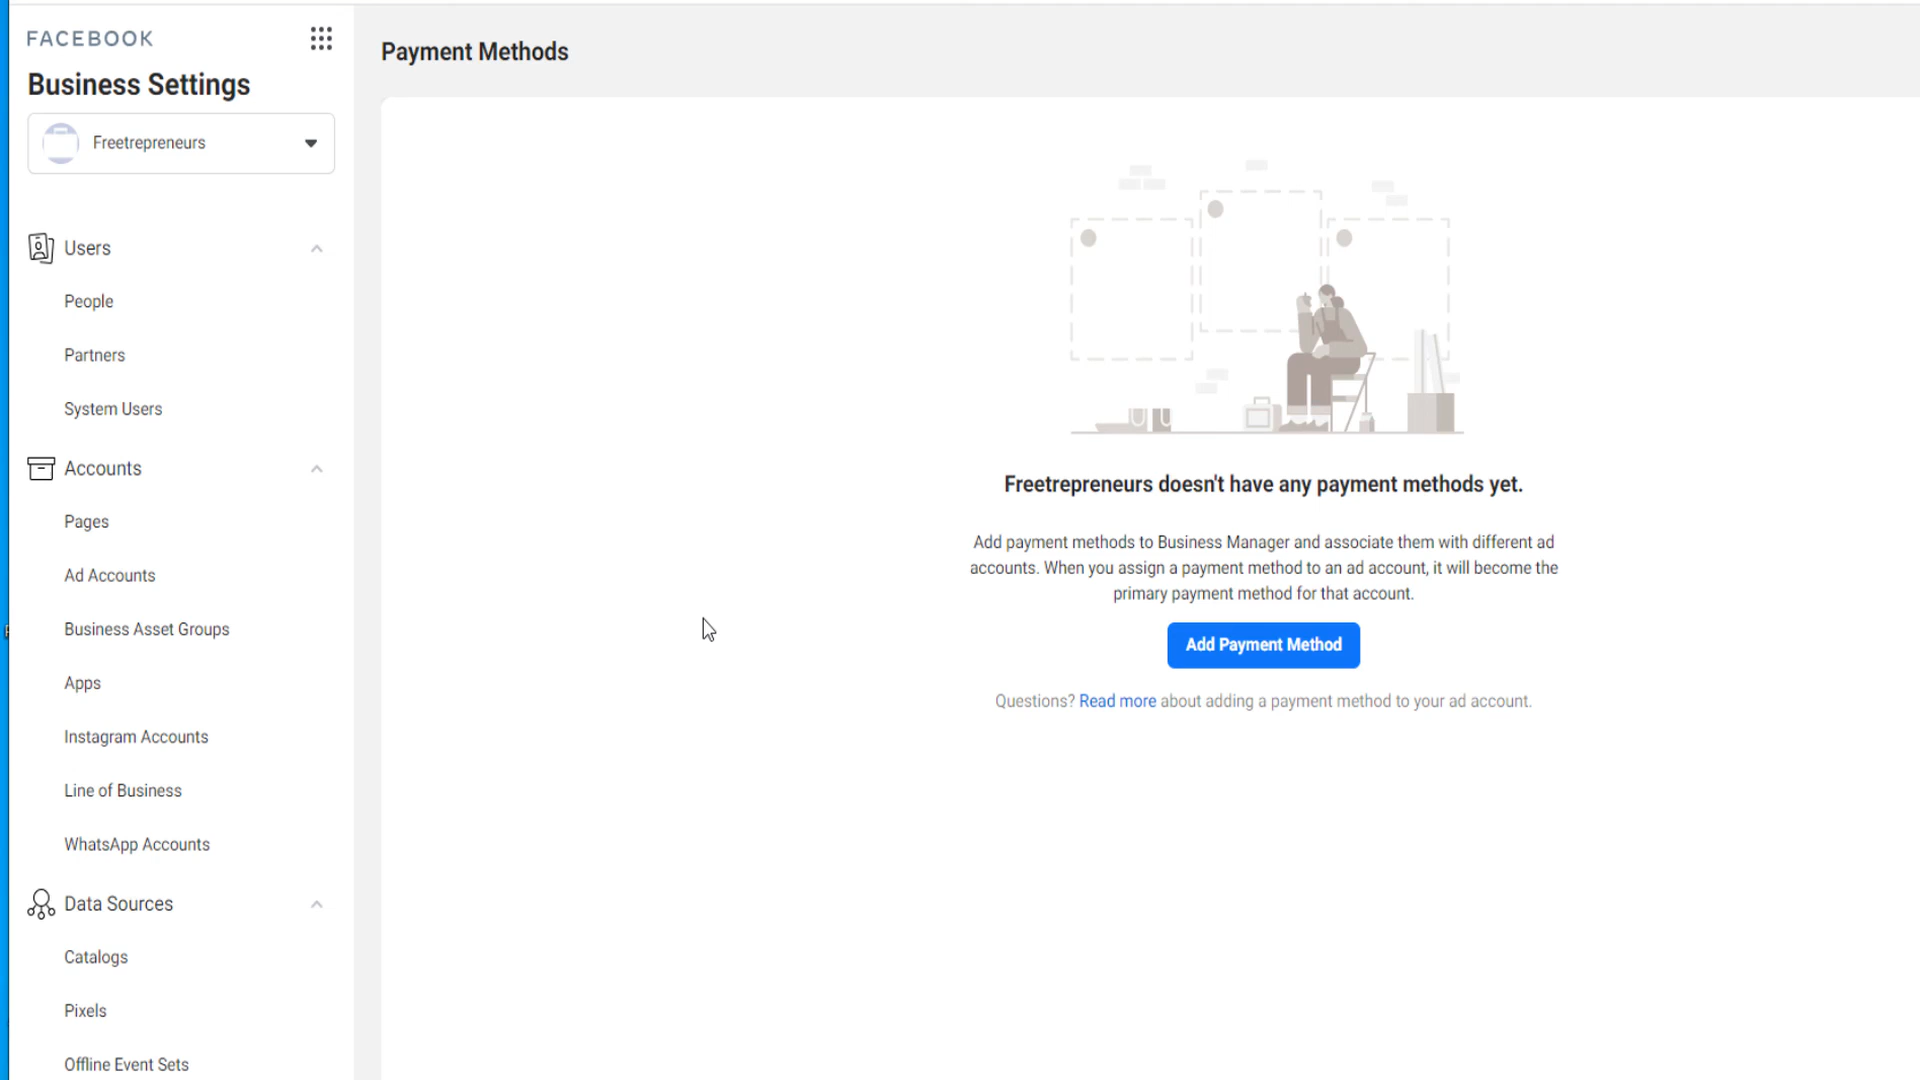 FACEBOOK
Business Settings
Freetrepreneurs
Users
People
Partners
System Users
Accounts
Pages
Ad Accounts
Business Asset Groups
Apps
Instagram Accounts
Line of Business
WhatsApp Accounts
Data Sources
Catalogs
Pixels
Offline Event Sets
Payment Methods
Freetrepreneurs doesn't have any payment methods yet.
Add payment methods to Business Manager and associate them with different ad
accounts. When you assign a payment method to an ad account, it will become the
primary payment method for that account.
Add Payment Method
Questions? Read more about adding a payment method to your ad account.